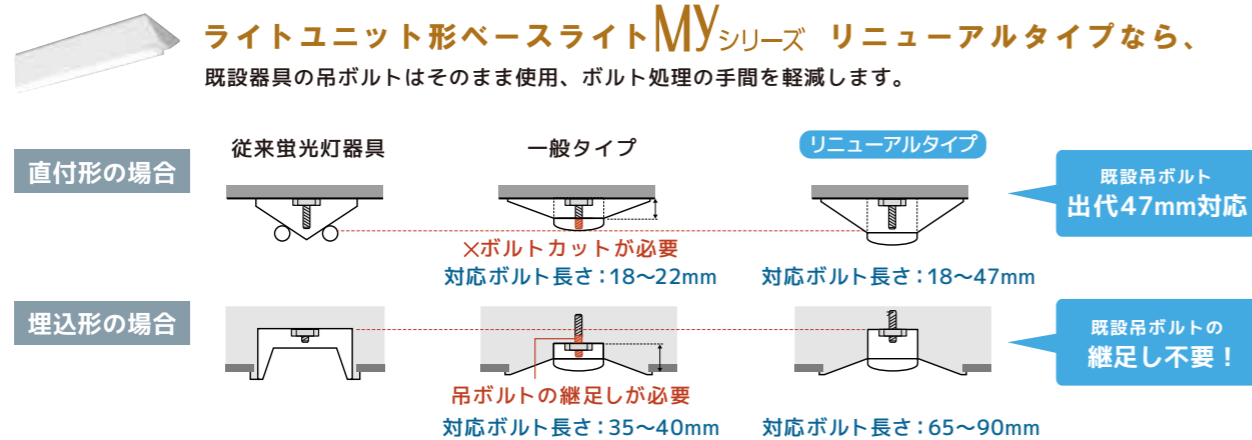 ライトユニット形ベースライトMyシリーズ リニューアルタイプなら、
既設器具の吊ボルトはそのまま使用、ボルト処理の手間を軽減します。
直付形の場合
従来蛍光灯器具
一般タイプ
リニューアルタイプ
×ボルトカットが必要
対応ボルト長さ：18〜22mm
対応ボルト長さ：18〜47mm
既設吊ボルト
出代47mm対応
埋込形の場合
吊ボルトの継足しが必要
対応ボルト長さ：35〜40mm
対応ボルト長さ：65〜90mm
既設吊ボルトの
継足し不要！